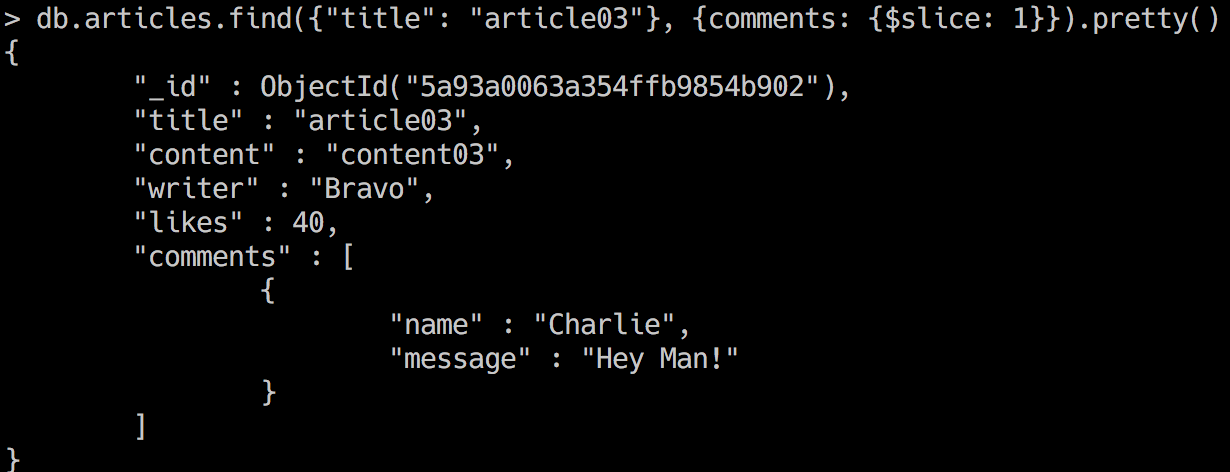 > db.articles.find({"title": "article03"}, {comments: {$slice: 1}}).pretty()
{
        "_id" : ObjectId("5a93a0063a354ffb9854b902"),
        "title" : "article03",
        "content" : "content03",
        "writer" : "Bravo",
        "likes" : 40,
        "comments" : [
                {
                        "name" : "Charlie",
                        "message" : "Hey Man!"
                }
        ]
}